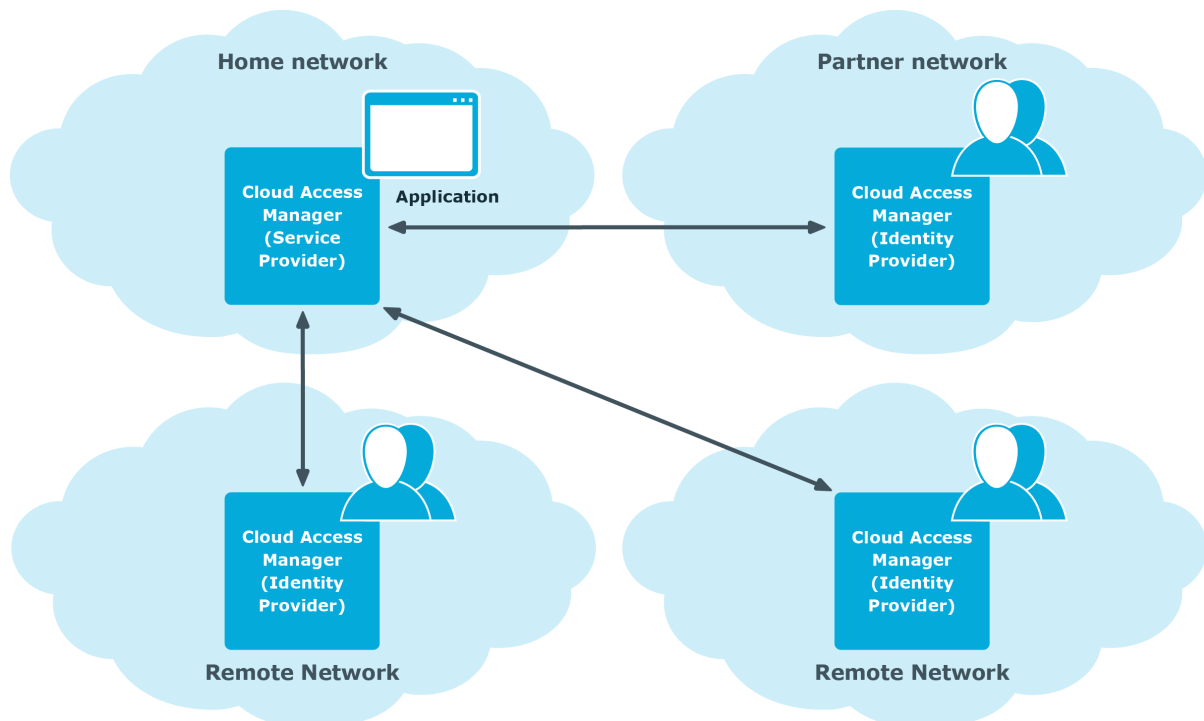 Home network
Application
Cloud Access
Manager
(Service
Provider)
Partner network
Cloud Access
Manager
(Identity
Provider)
Cloud Access
Manager
(Identity
Provider)
Remote Network
Cloud Access
Manager
(Identity
Provider)
Remote Network